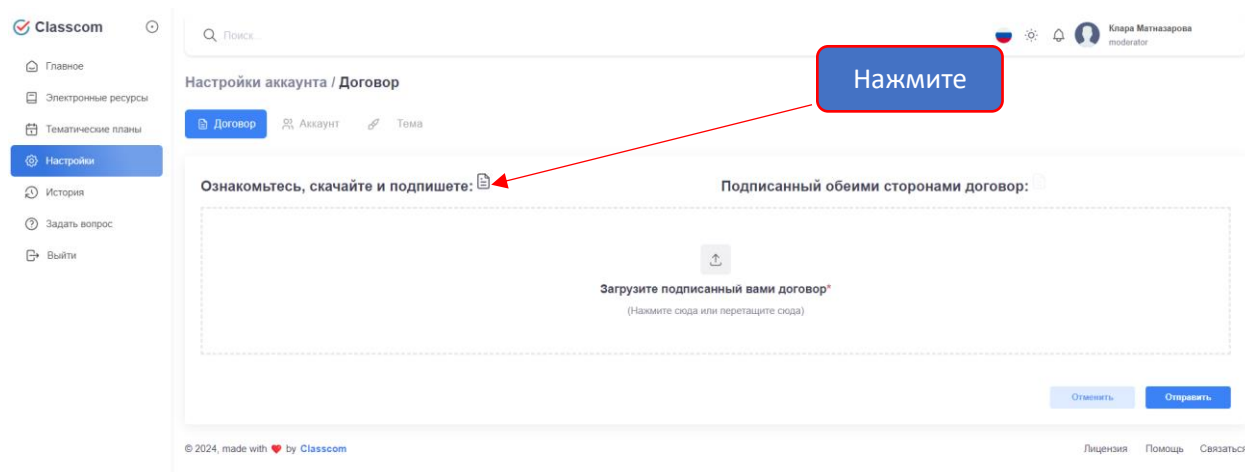 Classcom
Поиск...
Клара Матназарова
moderator
Главное
Электронные ресурсы
Тематические планы
Настройки
История
Задать вопрос
Выйти
Нажмите
Настройки аккаунта / Договор
Договор
Аккаунт
Тема
Ознакомьтесь, скачайте и подпишете:
Подписанный обеими сторонами договор:
Загрузите подписанный вами договор*
(Нажмите сюда или перетащите сюда)
Отменить
Отправить
© 2024, made with ❤ by Classcom
Лицензия Помощь Связаться